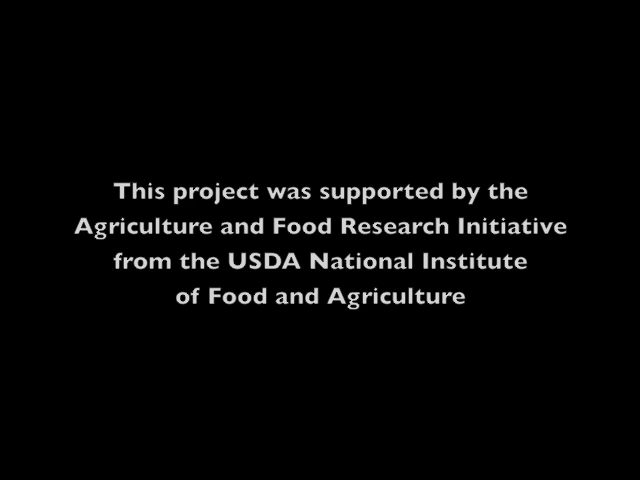 This project was supported by the
Agriculture and Food Research Initiative
from the USDA National Institute
of Food and Agriculture